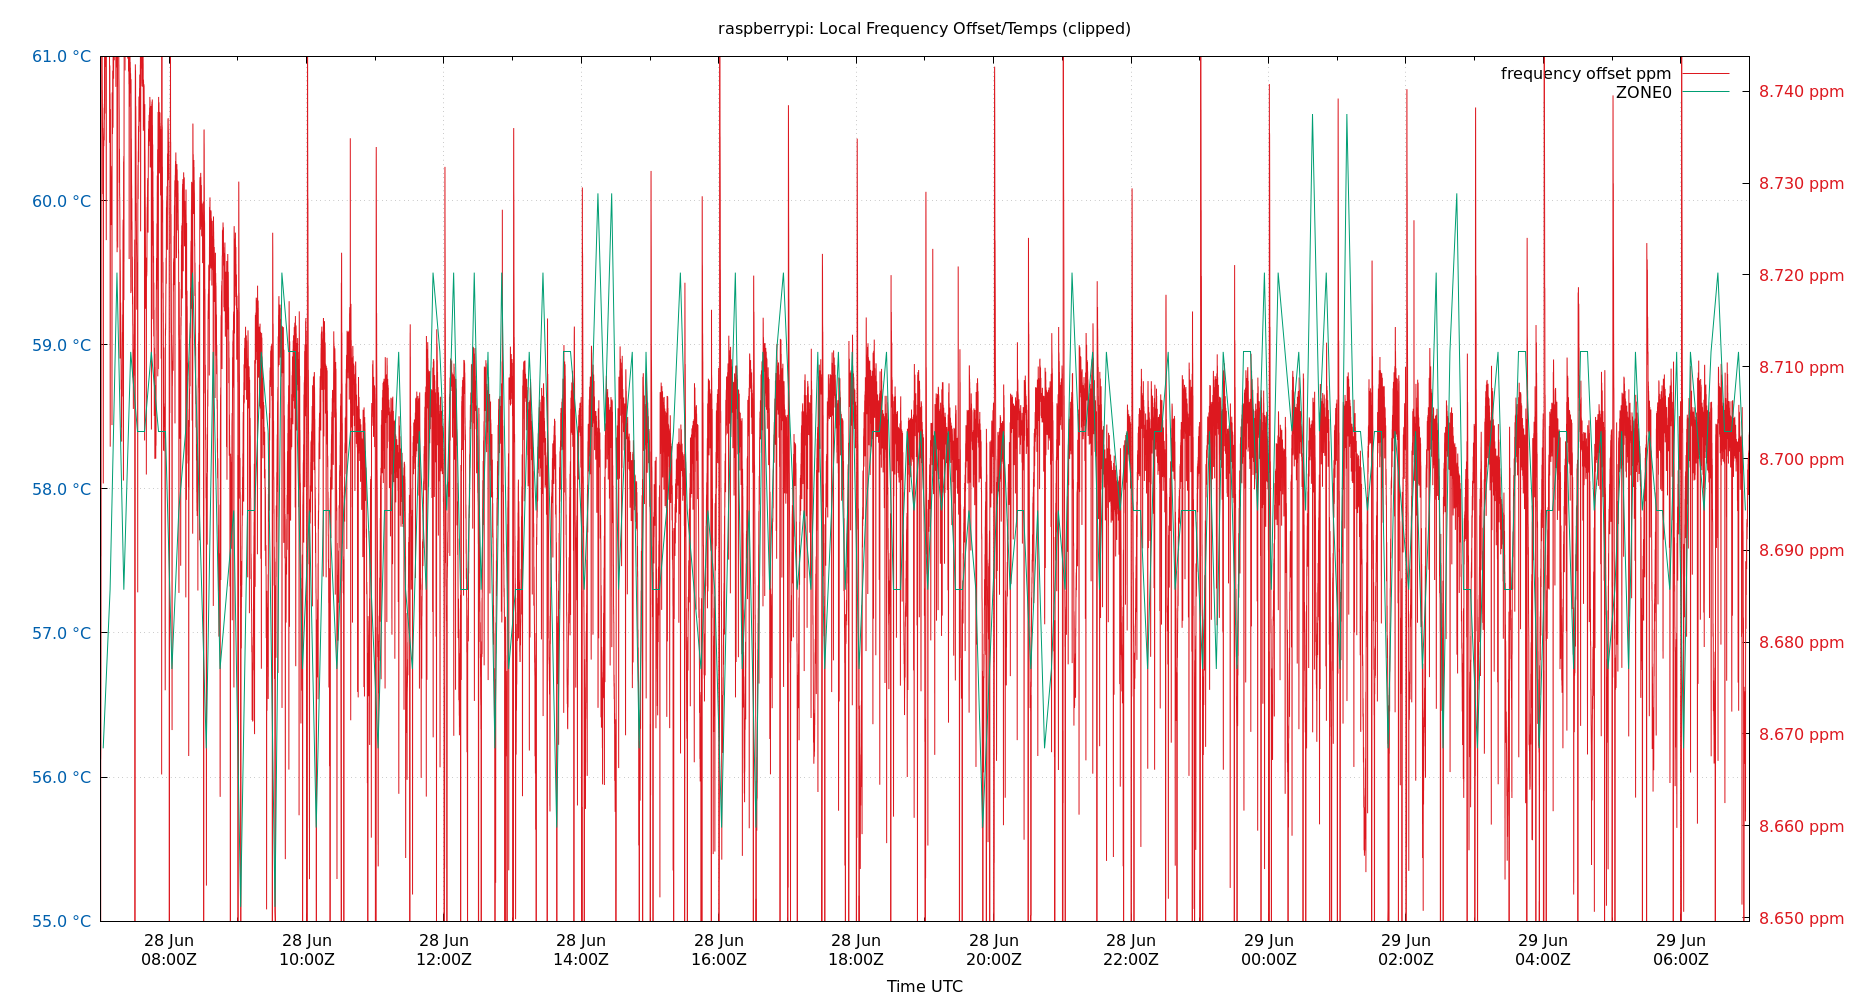 raspberrypi: Local Frequency Offset/Temps (clipped)
frequency offset ppm
ZONE0
61.0 °C
60.0 °C
59.0 °C
58.0 °C
57.0 °C
56.0 °C
55.0 °C
8.740 ppm
8.730 ppm
8.720 ppm
8.710 ppm
8.700 ppm
8.690 ppm
8.680 ppm
8.670 ppm
8.660 ppm
8.650 ppm
28 Jun
08:00Z
28 Jun
10:00Z
28 Jun
12:00Z
28 Jun
14:00Z
28 Jun
16:00Z
28 Jun
18:00Z
28 Jun
20:00Z
28 Jun
22:00Z
29 Jun
00:00Z
29 Jun
02:00Z
29 Jun
04:00Z
29 Jun
06:00Z
Time UTC